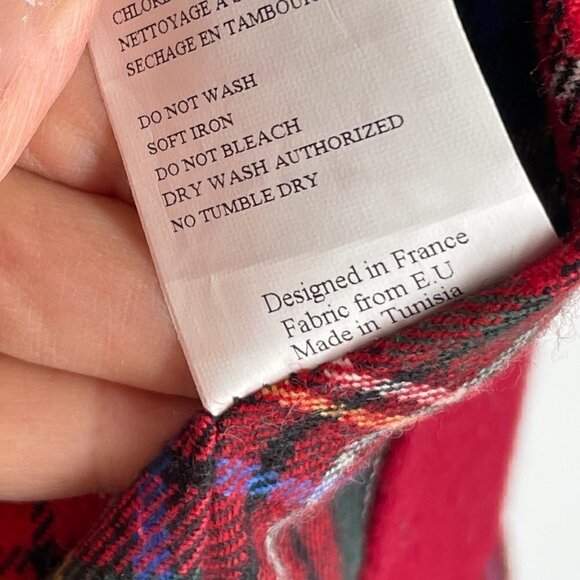 NETTOYAGE A
SECHAGE EN TAMBOUR
DO NOT WASH
SOFT IRON
DO NOT BLEACH
DRY WASH AUTHORIZED
NO TUMBLE DRY
Designed in France
Fabric from E.U
Made in Tunisia